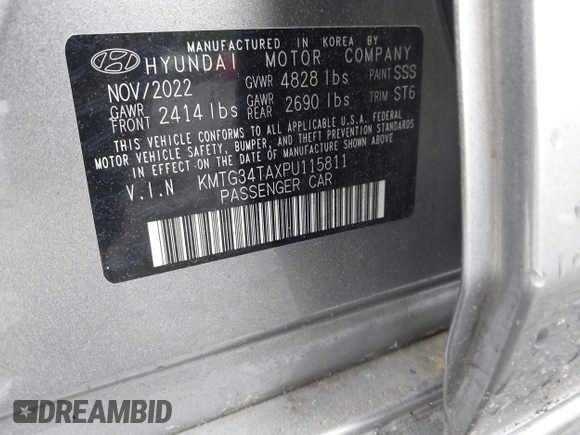 MANUFACTURED IN KOREA BY
HYUNDAI MOTOR COMPANY
NOV/2022 GVWR 4828 lbs PAINT SSS
GAWR FRONT 2414 lbs GAWR REAR 2690 lbs TRIM ST6
THIS VEHICLE CONFORMS TO ALL APPLICABLE U.S.A. FEDERAL
MOTOR VEHICLE SAFETY, BUMPER, AND THEFT PREVENTION STANDARDS
IN EFFECT ON THE DATE OF MANUFACTURE SHOWN ABOVE.
V.I.N KMTG34TAXPU115811
PASSENGER CAR
DREAMBID